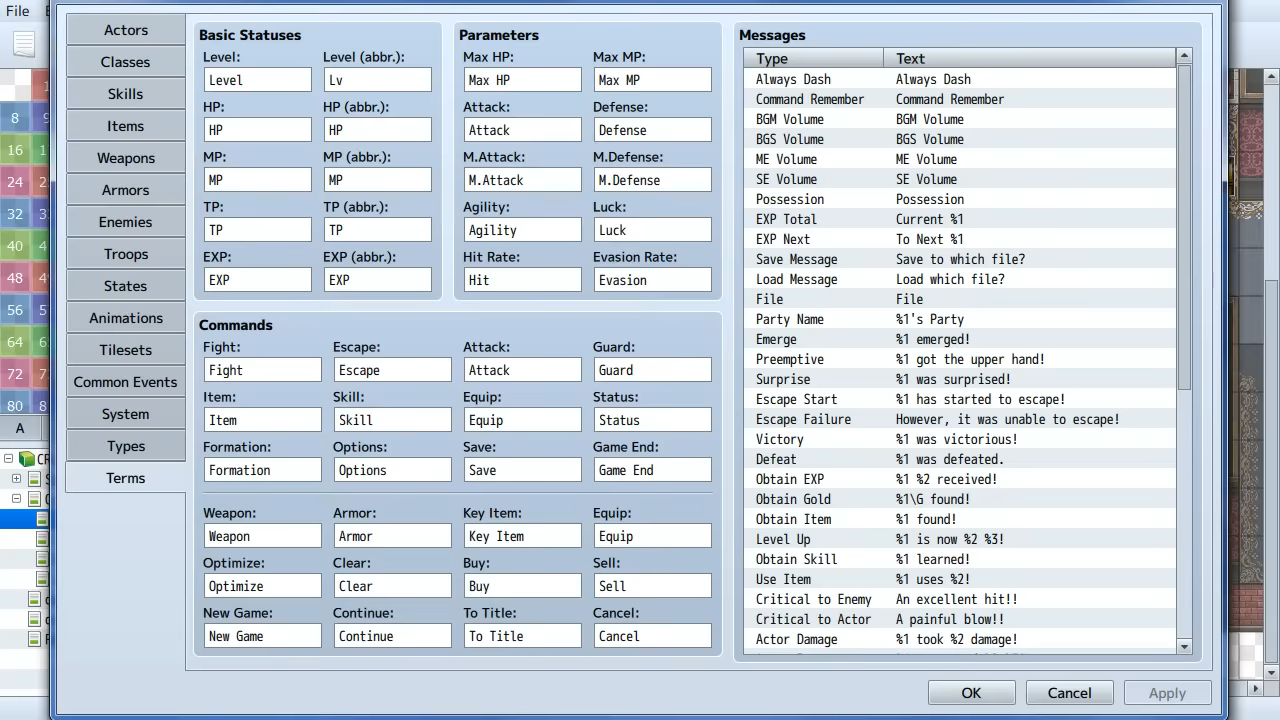 File
Actors
Classes
Skills
Items
Weapons
Armors
Enemies
Troops
States
Animations
Tilesets
Common Events
System
Types
Terms
8
16
24
32
40
48
56
64
72
80
A
Basic Statuses
Level: Level (abbr.):
Level Lv
HP: HP (abbr.):
HP HP
MP: MP (abbr.):
MP MP
TP: TP (abbr.):
TP TP
EXP: EXP (abbr.):
EXP EXP
Parameters
Max HP: Max MP:
Max HP Max MP
Attack: Defense:
Attack Defense
M.Attack: M.Defense:
M.Attack M.Defense
Agility: Luck:
Agility Luck
Hit Rate: Evasion Rate:
Hit Evasion
Commands
Fight: Escape: Attack: Guard:
Fight Escape Attack Guard
Item: Skill: Equip: Status:
Item Skill Equip Status
Formation: Options: Save: Game End:
Formation Options Save Game End
Weapon: Armor: Key Item: Equip:
Weapon Armor Key Item Equip
Optimize: Clear: Buy: Sell:
Optimize Clear Buy Sell
New Game: Continue: To Title: Cancel:
New Game Continue To Title Cancel
Messages
Type Text
Always Dash Always Dash
Command Remember Command Remember
BGM Volume BGM Volume
BGS Volume BGS Volume
ME Volume ME Volume
SE Volume SE Volume
Possession Possession
EXP Total Current %1
EXP Next To Next %1
Save Message Save to which file?
Load Message Load which file?
File File
Party Name %1's Party
Emerge %1 emerged!
Preemptive %1 got the upper hand!
Surprise %1 was surprised!
Escape Start %1 has started to escape!
Escape Failure However, it was unable to escape!
Victory %1 was victorious!
Defeat %1 was defeated.
Obtain EXP %1 %2 received!
Obtain Gold %1\G found!
Obtain Item %1 found!
Level Up %1 is now %2 %3!
Obtain Skill %1 learned!
Use Item %1 uses %2!
Critical to Enemy An excellent hit!!
Critical to Actor A painful blow!!
Actor Damage %1 took %2 damage!
OK Cancel Apply